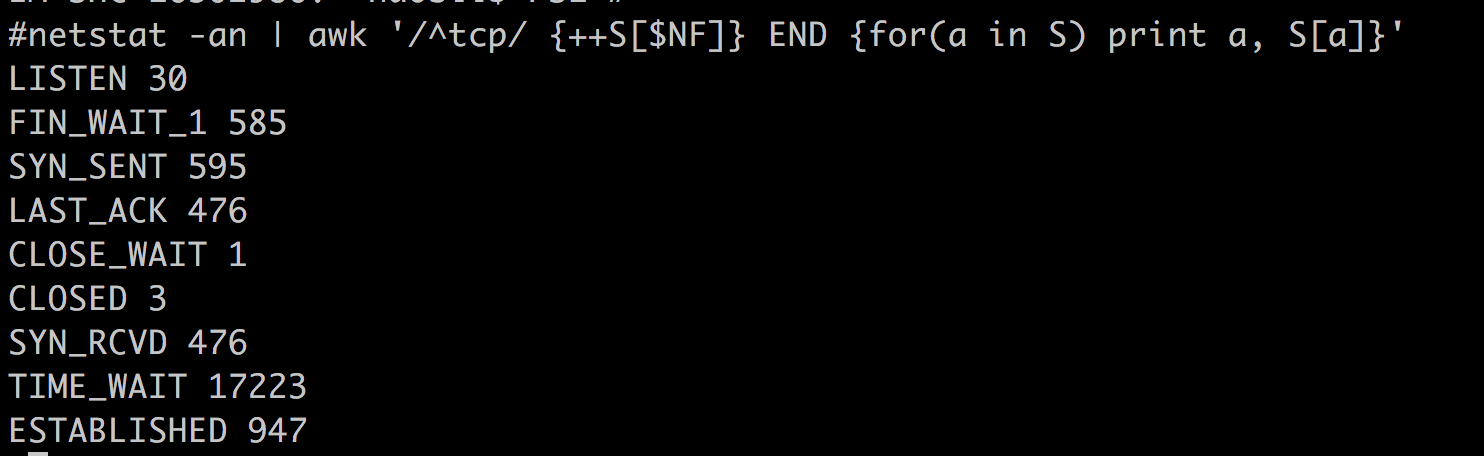 #netstat -an | awk '/^tcp/ {++S[$NF]} END {for(a in S) print a, S[a]}'
LISTEN 30
FIN_WAIT_1 585
SYN_SENT 595
LAST_ACK 476
CLOSE_WAIT 1
CLOSED 3
SYN_RCVD 476
TIME_WAIT 17223
ESTABLISHED 947